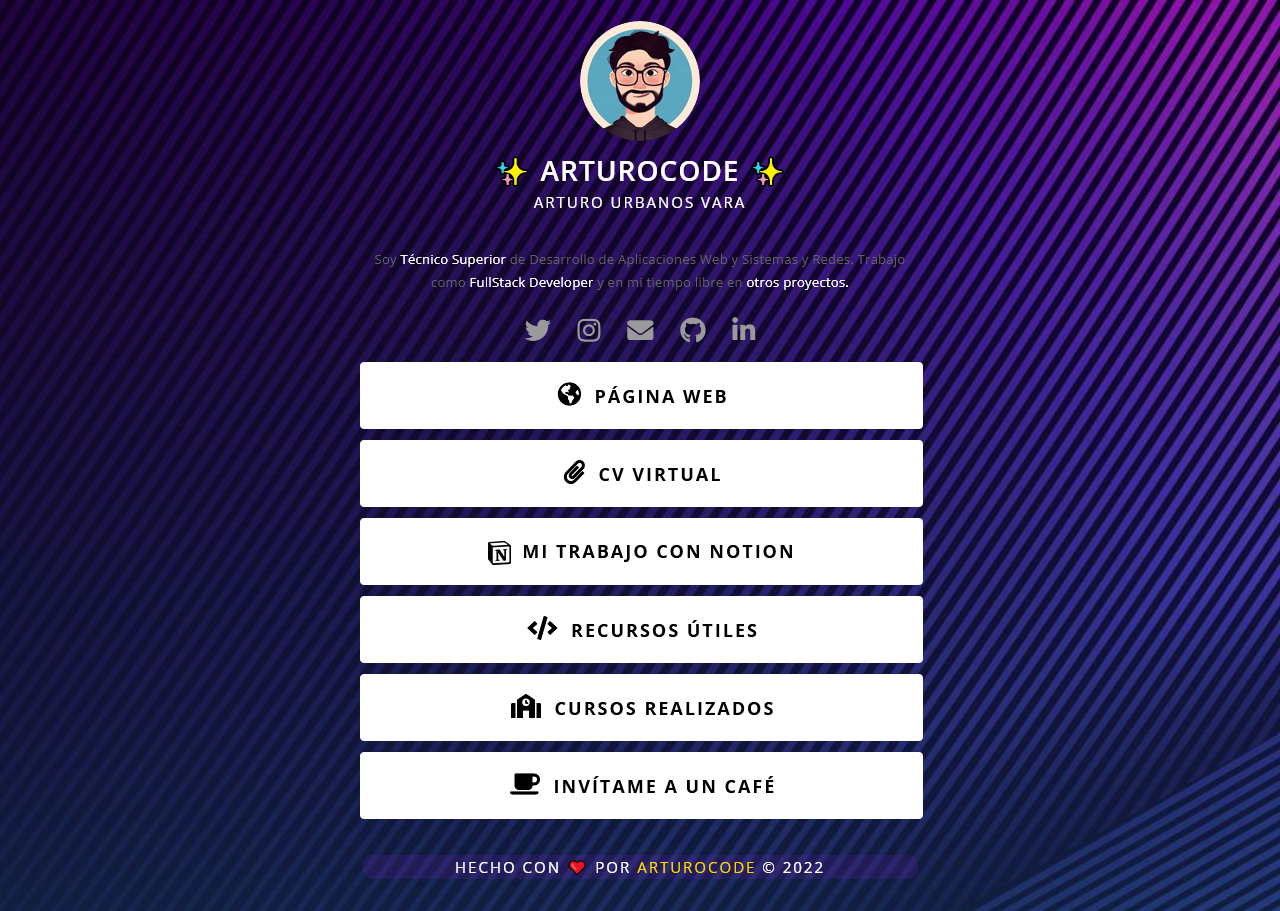 ✨ ARTUROCODE ✨
ARTURO URBANOS VARA
Soy Técnico Superior de Desarrollo de Aplicaciones Web y Sistemas y Redes. Trabajo
como FullStack Developer y en mi tiempo libre en otros proyectos.
PÁGINA WEB
CV VIRTUAL
MI TRABAJO CON NOTION
RECURSOS ÚTILES
CURSOS REALIZADOS
INVÍTAME A UN CAFÉ
HECHO CON ❤️ POR ARTUROCODE © 2022